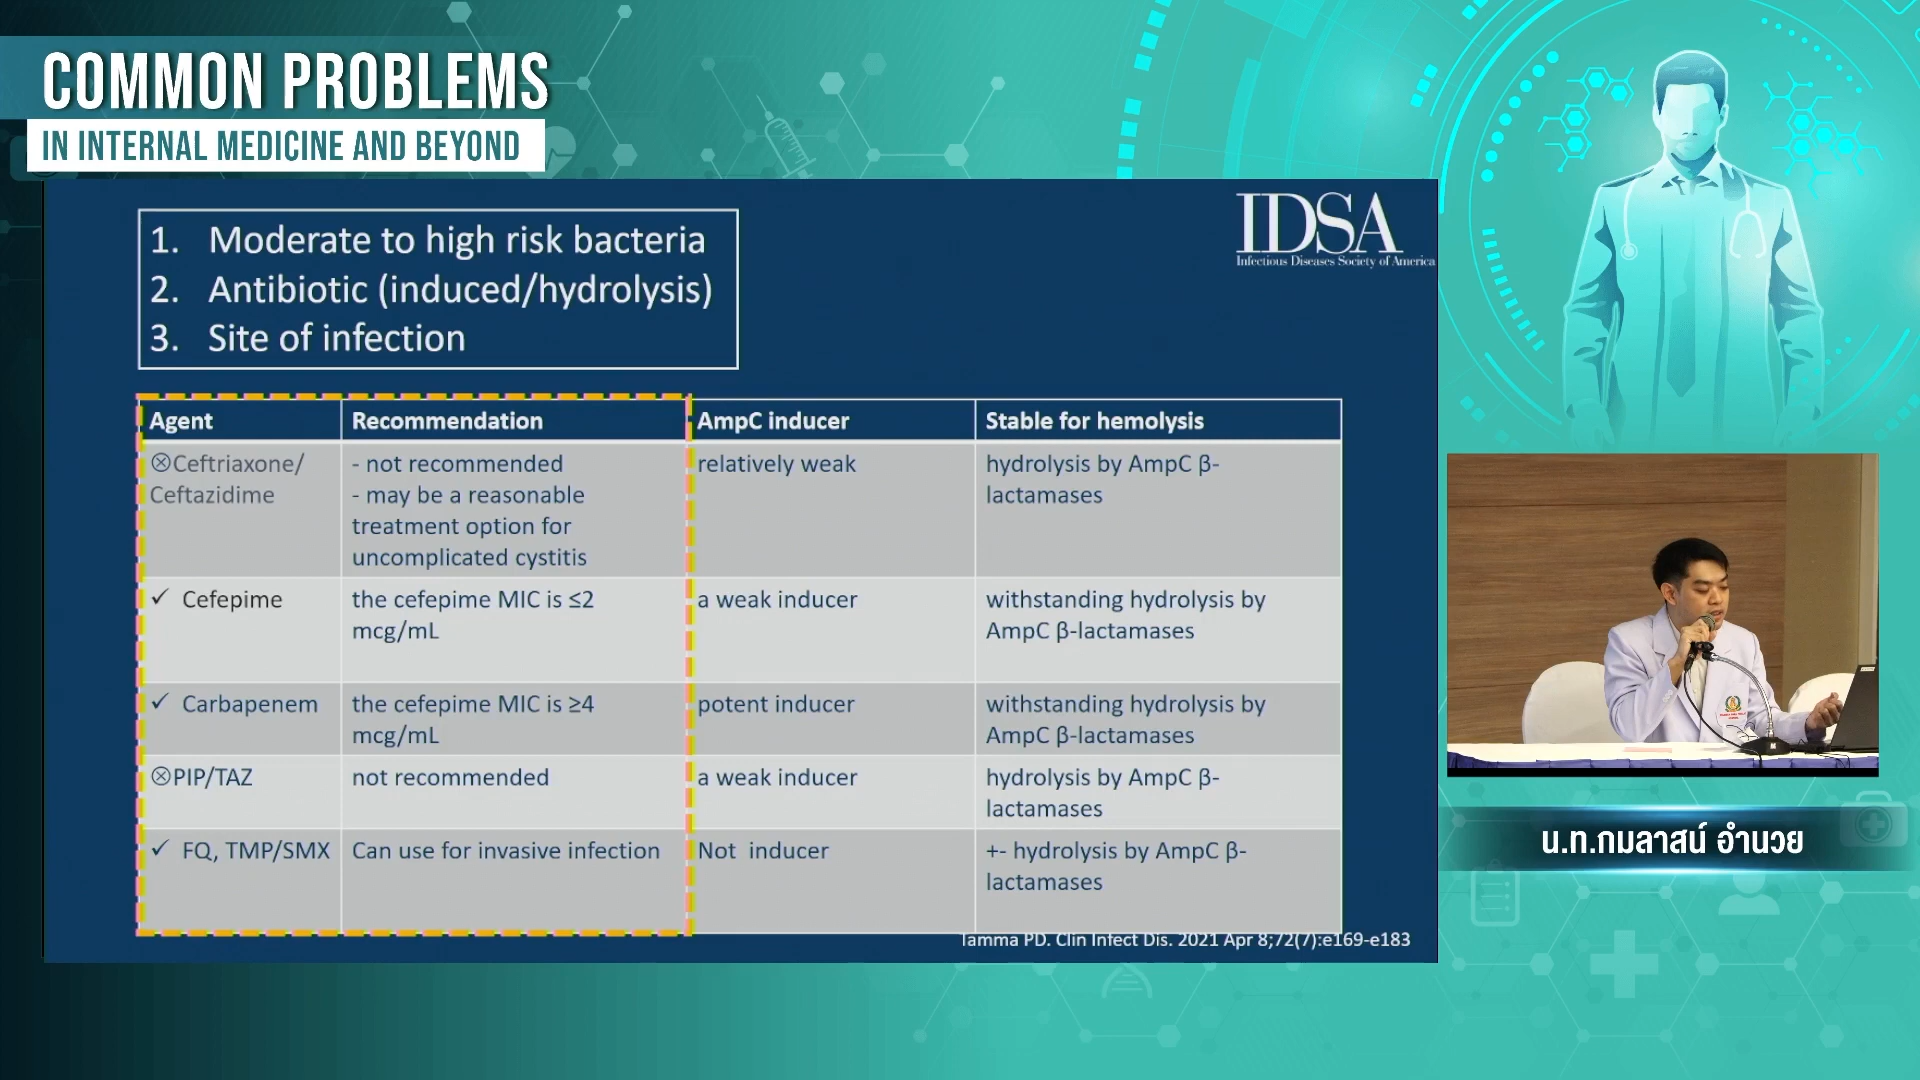 COMMON PROBLEMS
IN INTERNAL MEDICINE AND BEYOND
IDSA
Infectious Diseases Society of America
1. Moderate to high risk bacteria
2. Antibiotic (induced/hydrolysis)
3. Site of infection
Agent Recommendation AmpC inducer Stable for hemolysis
⊗Ceftriaxone/ - not recommended relatively weak hydrolysis by AmpC β-
Ceftazidime - may be a reasonable lactamases
treatment option for
uncomplicated cystitis
✓ Cefepime the cefepime MIC is ≤2 a weak inducer withstanding hydrolysis by
mcg/mL AmpC β-lactamases
✓ Carbapenem the cefepime MIC is ≥4 potent inducer withstanding hydrolysis by
mcg/mL AmpC β-lactamases
⊗PIP/TAZ not recommended a weak inducer hydrolysis by AmpC β-
lactamases
✓ FQ, TMP/SMX Can use for invasive infection Not inducer +- hydrolysis by AmpC β-
lactamases
Tamma PD. Clin Infect Dis. 2021 Apr 8;72(7):e169-e183
น.ท.กมลาสน์ อำนวย